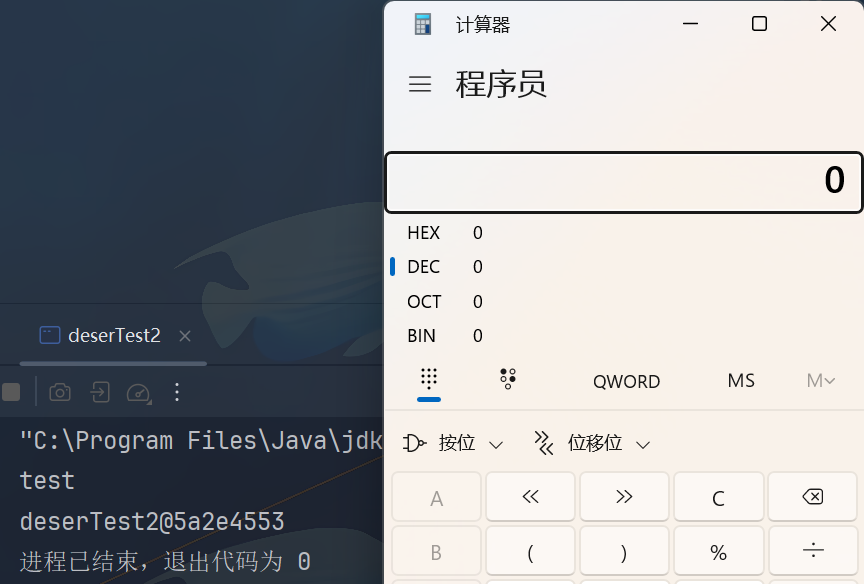 计算器
程序员
0
HEX 0
DEC 0
OCT 0
BIN 0
QWORD MS M
按位 位移位
A << >> C
B ( ) % ÷
deserTest2
"C:\Program Files\Java\jdk
test
deserTest2@5a2e4553
进程已结束，退出代码为 0